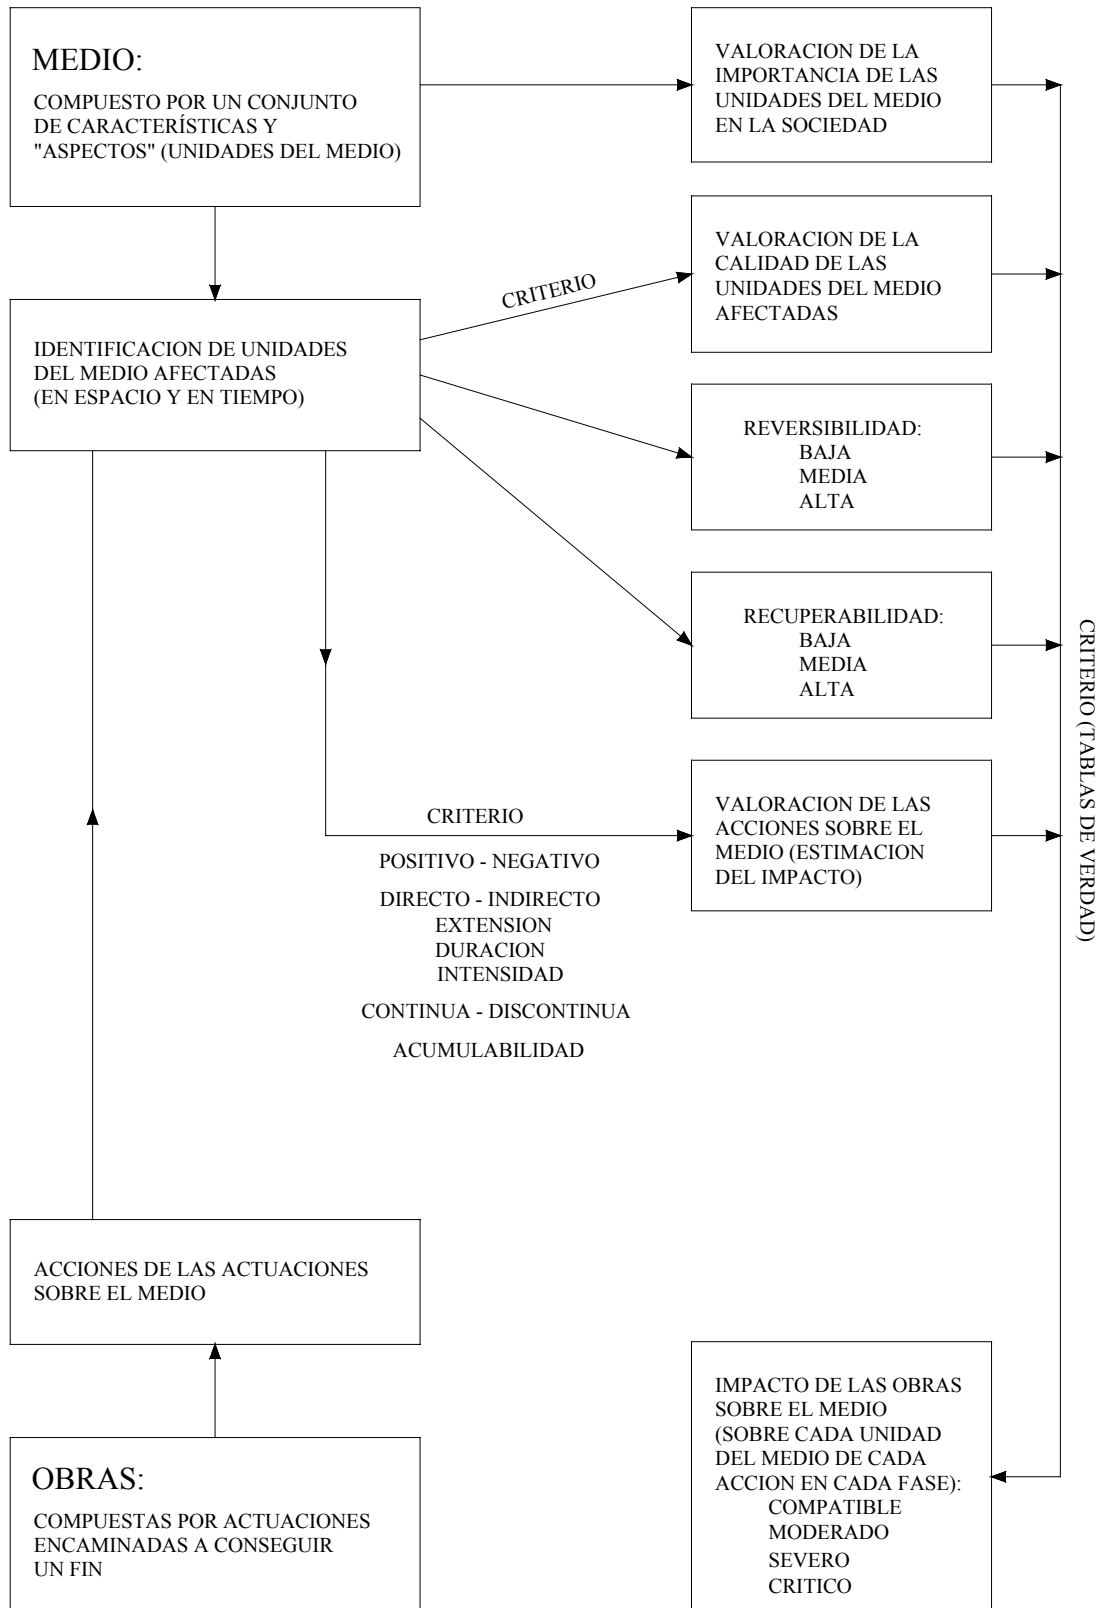 MEDIO:
COMPUESTO POR UN CONJUNTO
DE CARACTERÍSTICAS Y
"ASPECTOS" (UNIDADES DEL MEDIO)
VALORACION DE LA
IMPORTANCIA DE LAS
UNIDADES DEL MEDIO
EN LA SOCIEDAD
VALORACION DE LA
CALIDAD DE LAS
UNIDADES DEL MEDIO
AFECTADAS
CRITERIO
IDENTIFICACION DE UNIDADES
DEL MEDIO AFECTADAS
(EN ESPACIO Y EN TIEMPO)
REVERSIBILIDAD:
BAJA
MEDIA
ALTA
RECUPERABILIDAD:
BAJA
MEDIA
ALTA
CRITERIO (TABLAS DE VERDAD)
CRITERIO
POSITIVO - NEGATIVO
DIRECTO - INDIRECTO
EXTENSION
DURACION
INTENSIDAD
CONTINUA - DISCONTINUA
ACUMULABILIDAD
VALORACION DE LAS
ACCIONES SOBRE EL
MEDIO (ESTIMACION
DEL IMPACTO)
ACCIONES DE LAS ACTUACIONES
SOBRE EL MEDIO
OBRAS:
COMPUESTAS POR ACTUACIONES
ENCAMINADAS A CONSEGUIR
UN FIN
IMPACTO DE LAS OBRAS
SOBRE EL MEDIO
(SOBRE CADA UNIDAD
DEL MEDIO DE CADA
ACCION EN CADA FASE):
COMPATIBLE
MODERADO
SEVERO
CRITICO